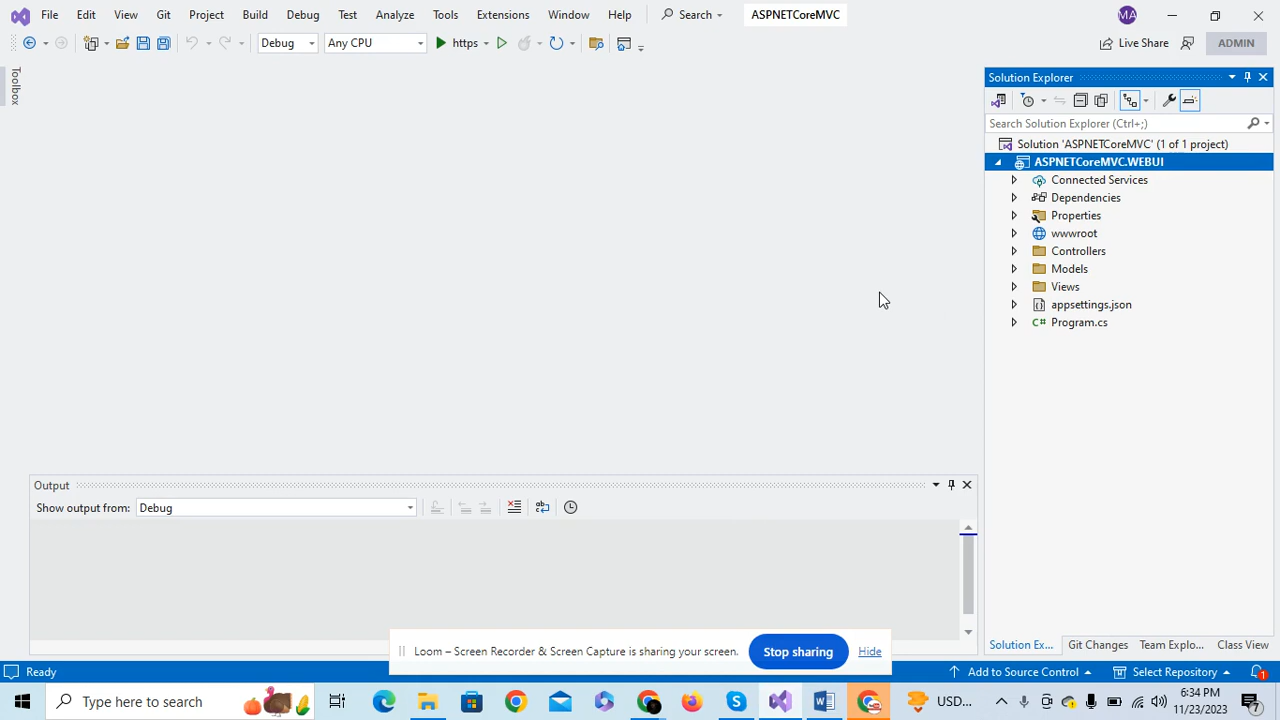 File Edit View Git Project Build Debug Test Analyze Tools Extensions Window Help Search ASPNETCoreMVC MA
Debug Any CPU https Live Share ADMIN
Toolbox
Solution Explorer
Search Solution Explorer (Ctrl+;)
Solution 'ASPNETCoreMVC' (1 of 1 project)
ASPNETCoreMVC.WEBUI
Connected Services
Dependencies
Properties
wwwroot
Controllers
Models
Views
appsettings.json
C# Program.cs
Output
Show output from: Debug
Loom – Screen Recorder & Screen Capture is sharing your screen. Stop sharing Hide
Solution Ex... Git Changes Team Explo... Class View
Ready Add to Source Control Select Repository 1
Type here to search USD... 6:34 PM
11/23/2023 7